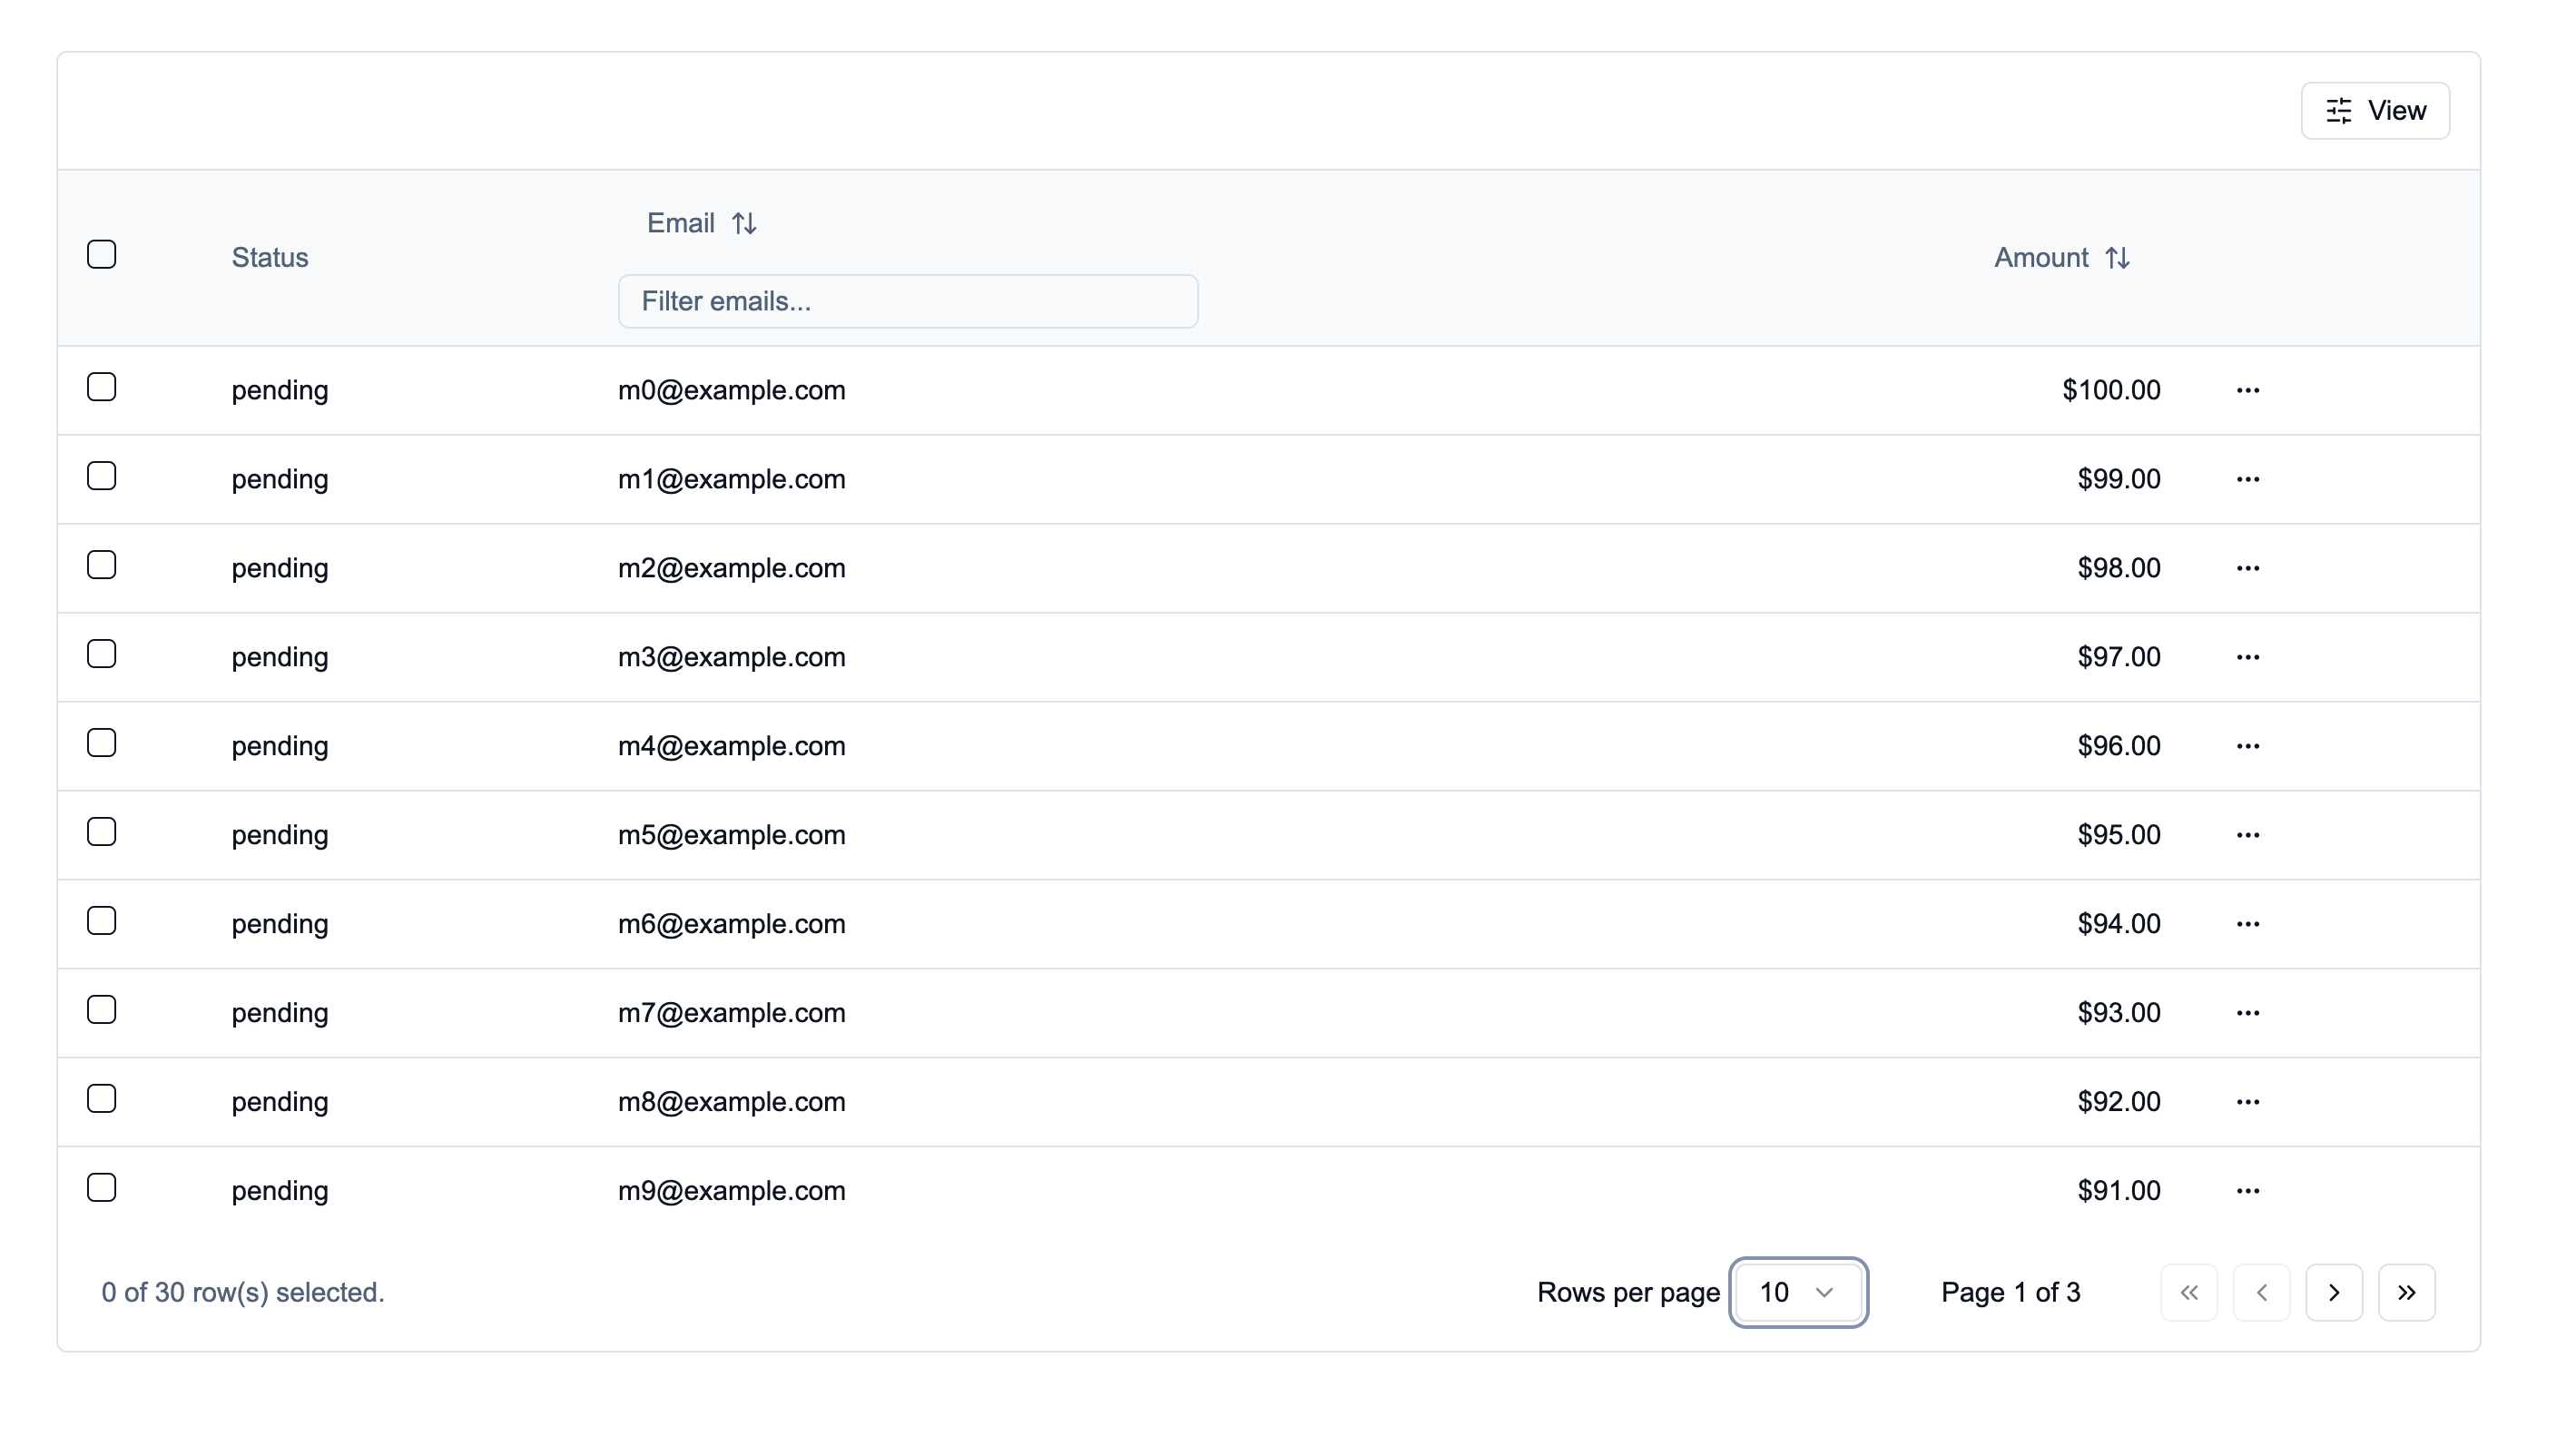 View
Status Email Amount
Filter emails...
pending m0@example.com $100.00 ...
pending m1@example.com $99.00 ...
pending m2@example.com $98.00 ...
pending m3@example.com $97.00 ...
pending m4@example.com $96.00 ...
pending m5@example.com $95.00 ...
pending m6@example.com $94.00 ...
pending m7@example.com $93.00 ...
pending m8@example.com $92.00 ...
pending m9@example.com $91.00 ...
0 of 30 row(s) selected. Rows per page 10 Page 1 of 3